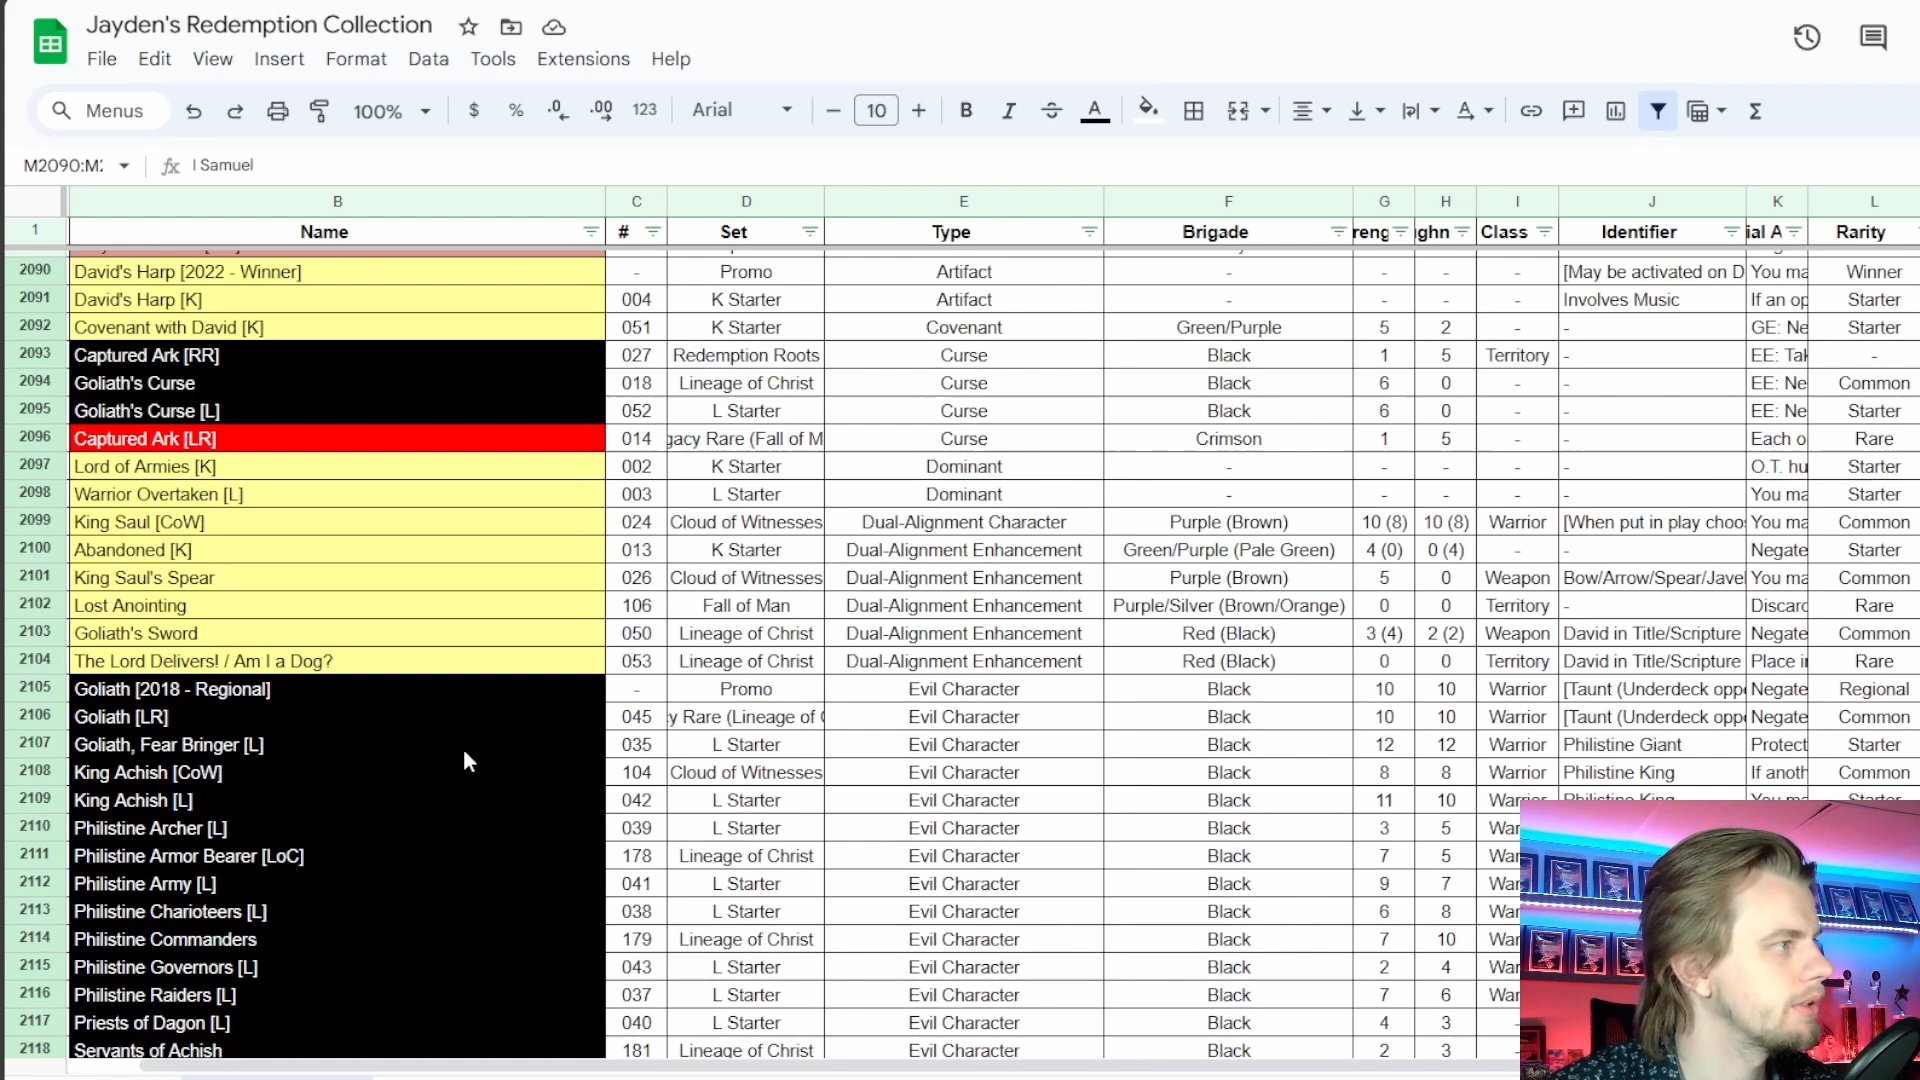 Jayden's Redemption Collection
File Edit View Insert Format Data Tools Extensions Help
Menus 100% $ % .0 .00 123 Arial 10 B I A
M2090:M2 fx I Samuel
B C D E F G H I J K L
1 Name # Set Type Brigade reng ughn Class Identifier ial A Rarity
2090 David's Harp [2022 - Winner] - Promo Artifact - - - - [May be activated on D You ma Winner
2091 David's Harp [K] 004 K Starter Artifact - - - - Involves Music If an op Starter
2092 Covenant with David [K] 051 K Starter Covenant Green/Purple 5 2 - - GE: Ne Starter
2093 Captured Ark [RR] 027 Redemption Roots Curse Black 1 5 Territory - EE: Tak -
2094 Goliath's Curse 018 Lineage of Christ Curse Black 6 0 - - EE: Ne Common
2095 Goliath's Curse [L] 052 L Starter Curse Black 6 0 - - EE: Ne Starter
2096 Captured Ark [LR] 014 gacy Rare (Fall of M Curse Crimson 1 5 - - Each o Rare
2097 Lord of Armies [K] 002 K Starter Dominant - - - - - O.T. hu Starter
2098 Warrior Overtaken [L] 003 L Starter Dominant - - - - - You ma Starter
2099 King Saul [CoW] 024 Cloud of Witnesses Dual-Alignment Character Purple (Brown) 10 (8) 10 (8) Warrior [When put in play choo You ma Common
2100 Abandoned [K] 013 K Starter Dual-Alignment Enhancement Green/Purple (Pale Green) 4 (0) 0 (4) - - Negate Starter
2101 King Saul's Spear 026 Cloud of Witnesses Dual-Alignment Enhancement Purple (Brown) 5 0 Weapon Bow/Arrow/Spear/Javel You ma Common
2102 Lost Anointing 106 Fall of Man Dual-Alignment Enhancement Purple/Silver (Brown/Orange) 0 0 Territory - Discard Rare
2103 Goliath's Sword 050 Lineage of Christ Dual-Alignment Enhancement Red (Black) 3 (4) 2 (2) Weapon David in Title/Scripture Negate Common
2104 The Lord Delivers! / Am I a Dog? 053 Lineage of Christ Dual-Alignment Enhancement Red (Black) 0 0 Territory David in Title/Scripture Place in Rare
2105 Goliath [2018 - Regional] - Promo Evil Character Black 10 10 Warrior [Taunt (Underdeck oppo Negate Regional
2106 Goliath [LR] 045 y Rare (Lineage of C Evil Character Black 10 10 Warrior [Taunt (Underdeck oppo Negate Common
2107 Goliath, Fear Bringer [L] 035 L Starter Evil Character Black 12 12 Warrior Philistine Giant Protect Starter
2108 King Achish [CoW] 104 Cloud of Witnesses Evil Character Black 8 8 Warrior Philistine King If anoth Common
2109 King Achish [L] 042 L Starter Evil Character Black 11 10 Warrior Philistine King You ma Starter
2110 Philistine Archer [L] 039 L Starter Evil Character Black 3 5 War
2111 Philistine Armor Bearer [LoC] 178 Lineage of Christ Evil Character Black 7 5 War
2112 Philistine Army [L] 041 L Starter Evil Character Black 9 7 War
2113 Philistine Charioteers [L] 038 L Starter Evil Character Black 6 8 War
2114 Philistine Commanders 179 Lineage of Christ Evil Character Black 7 10 War
2115 Philistine Governors [L] 043 L Starter Evil Character Black 2 4 War
2116 Philistine Raiders [L] 037 L Starter Evil Character Black 7 6 War
2117 Priests of Dagon [L] 040 L Starter Evil Character Black 4 3 -
2118 Servants of Achish 181 Lineage of Christ Evil Character Black 2 3 -